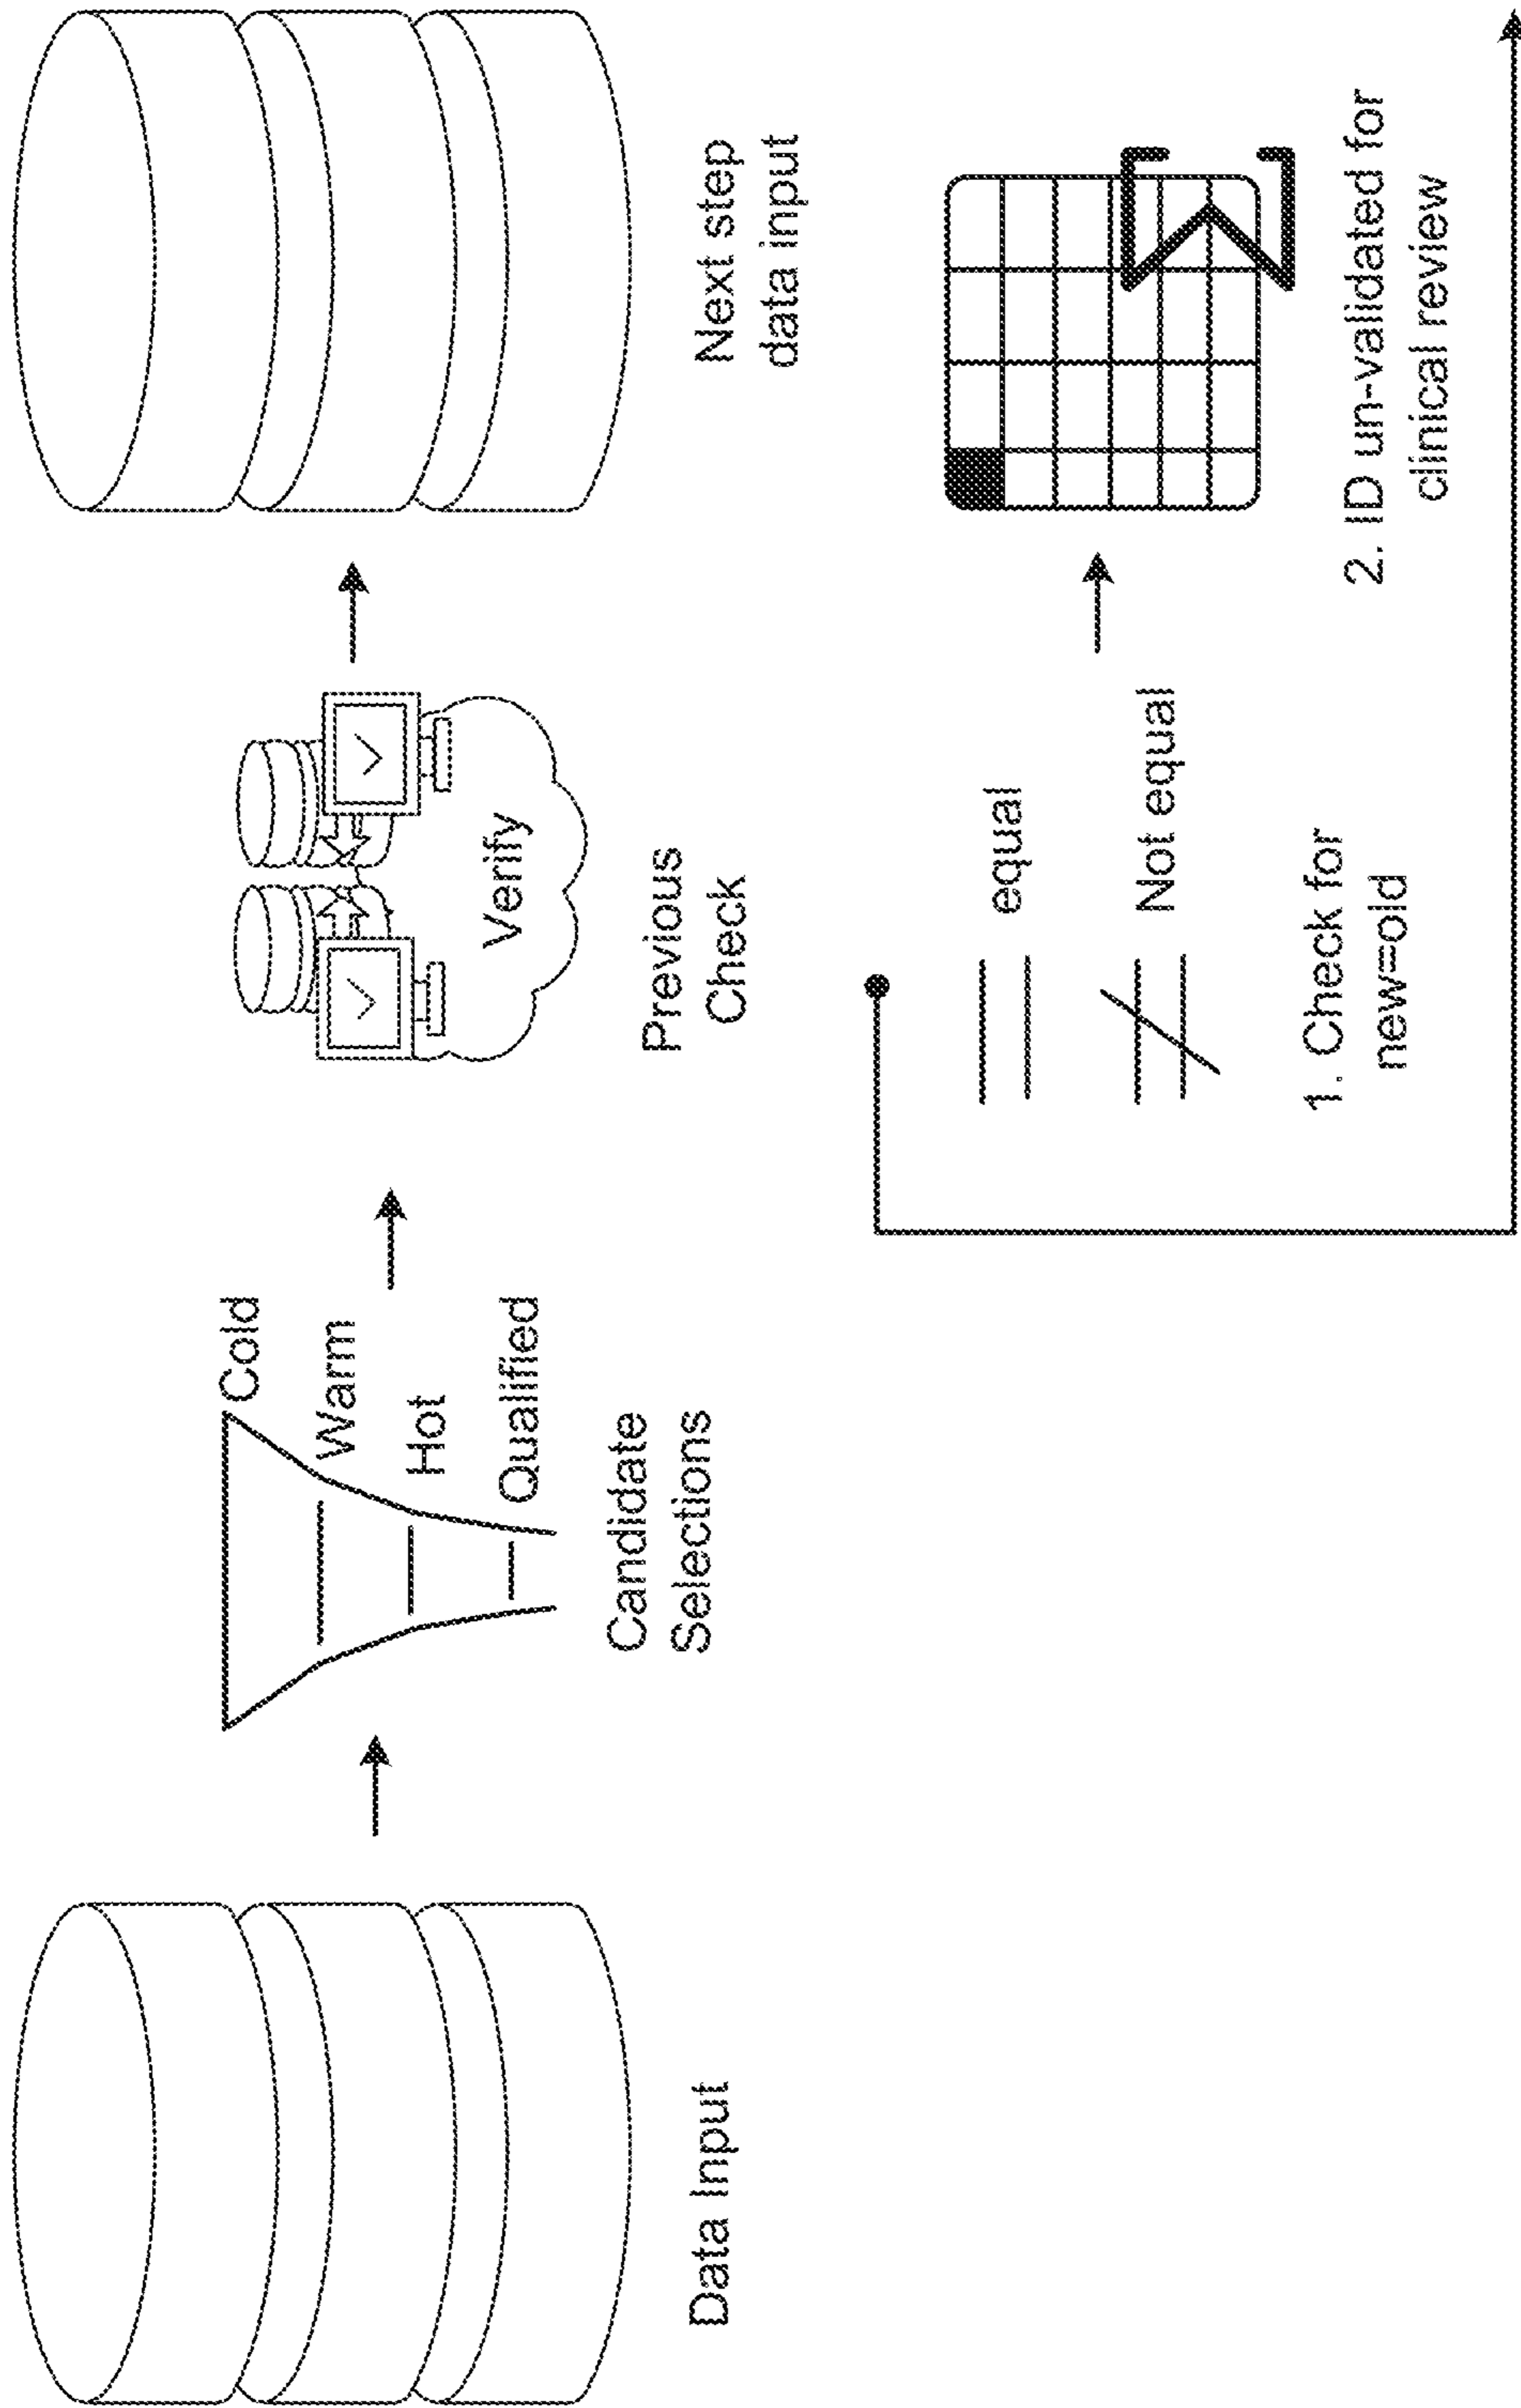 Data Input
Cold
Warm
Hot
Qualified
Candidate
Selections
Verify
Previous
Check
Next step
data input
equal
Not equal
1. Check for
new=old
2. ID un-validated for
clinical review